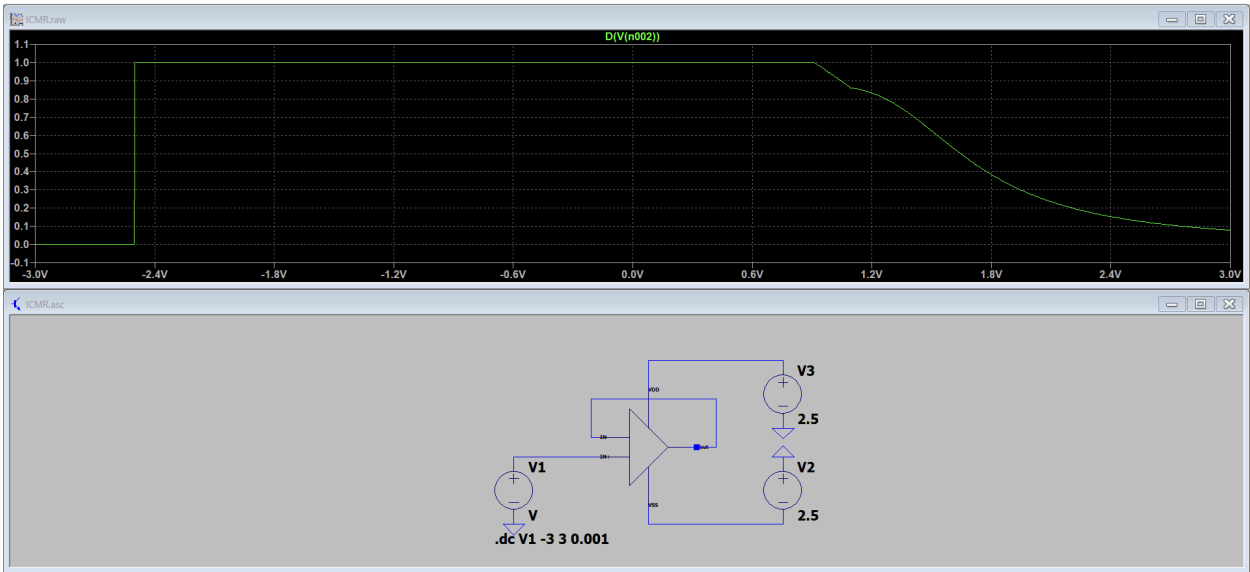 ICMR.raw
D(V(n002))
1.1
1.0
0.9
0.8
0.7
0.6
0.5
0.4
0.3
0.2
0.1
0.0
-0.1
-3.0V -2.4V -1.8V -1.2V -0.6V 0.0V 0.6V 1.2V 1.8V 2.4V 3.0V
ICMR.asc
V3
VDD
2.5
IN-
out
IN+
V1
V2
VSS
V
2.5
.dc V1 -3 3 0.001